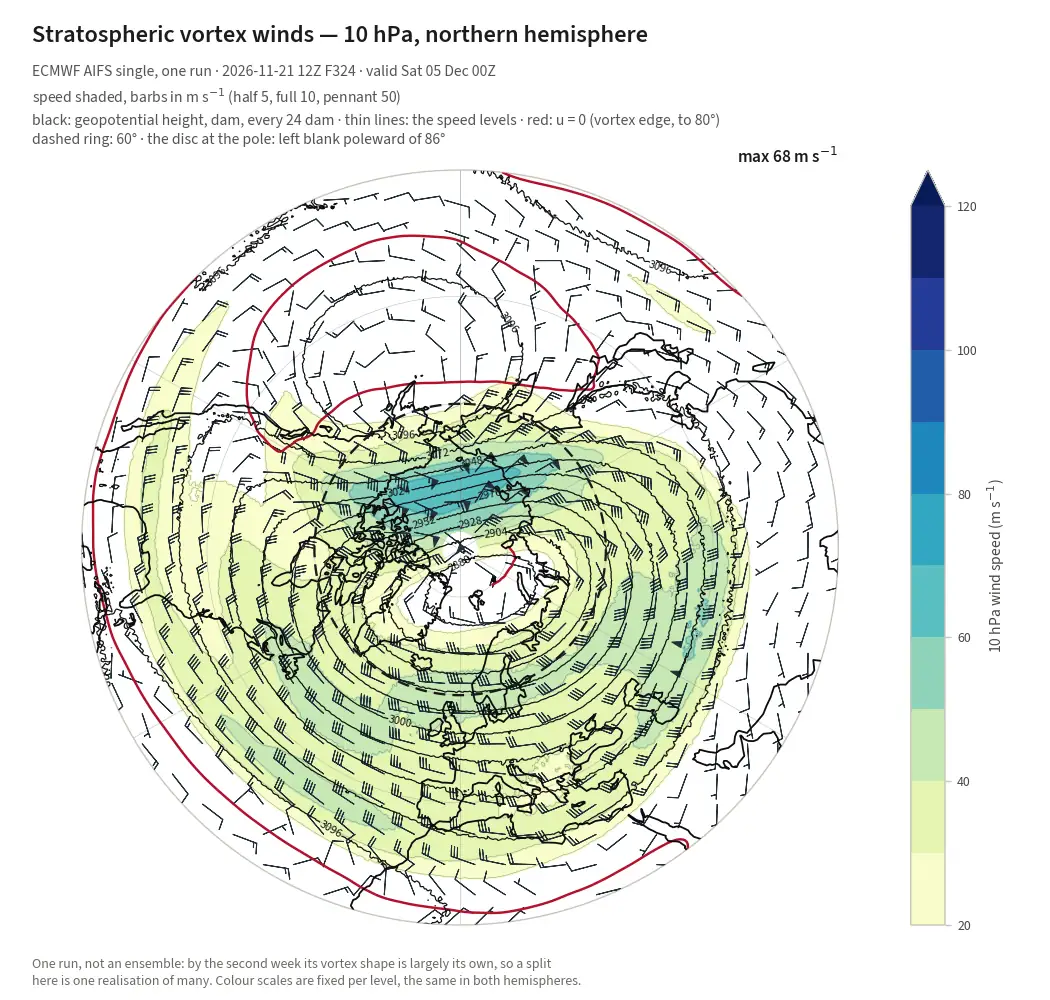 Stratospheric vortex winds — 10 hPa, northern hemisphere
ECMWF AIFS single, one run · 2026-11-21 12Z F324 · valid Sat 05 Dec 00Z
speed shaded, barbs in m s⁻¹ (half 5, full 10, pennant 50)
black: geopotential height, dam, every 24 dam · thin lines: the speed levels · red: u = 0 (vortex edge, to 80°)
dashed ring: 60° · the disc at the pole: left blank poleward of 86°
max 68 m s⁻¹
3096
3096
3096
3096
3048
2952
2928
2904
3000
3096
120
100
80
60
40
20
10 hPa wind speed (m s⁻¹)
One run, not an ensemble: by the second week its vortex shape is largely its own, so a split
here is one realisation of many. Colour scales are fixed per level, the same in both hemispheres.